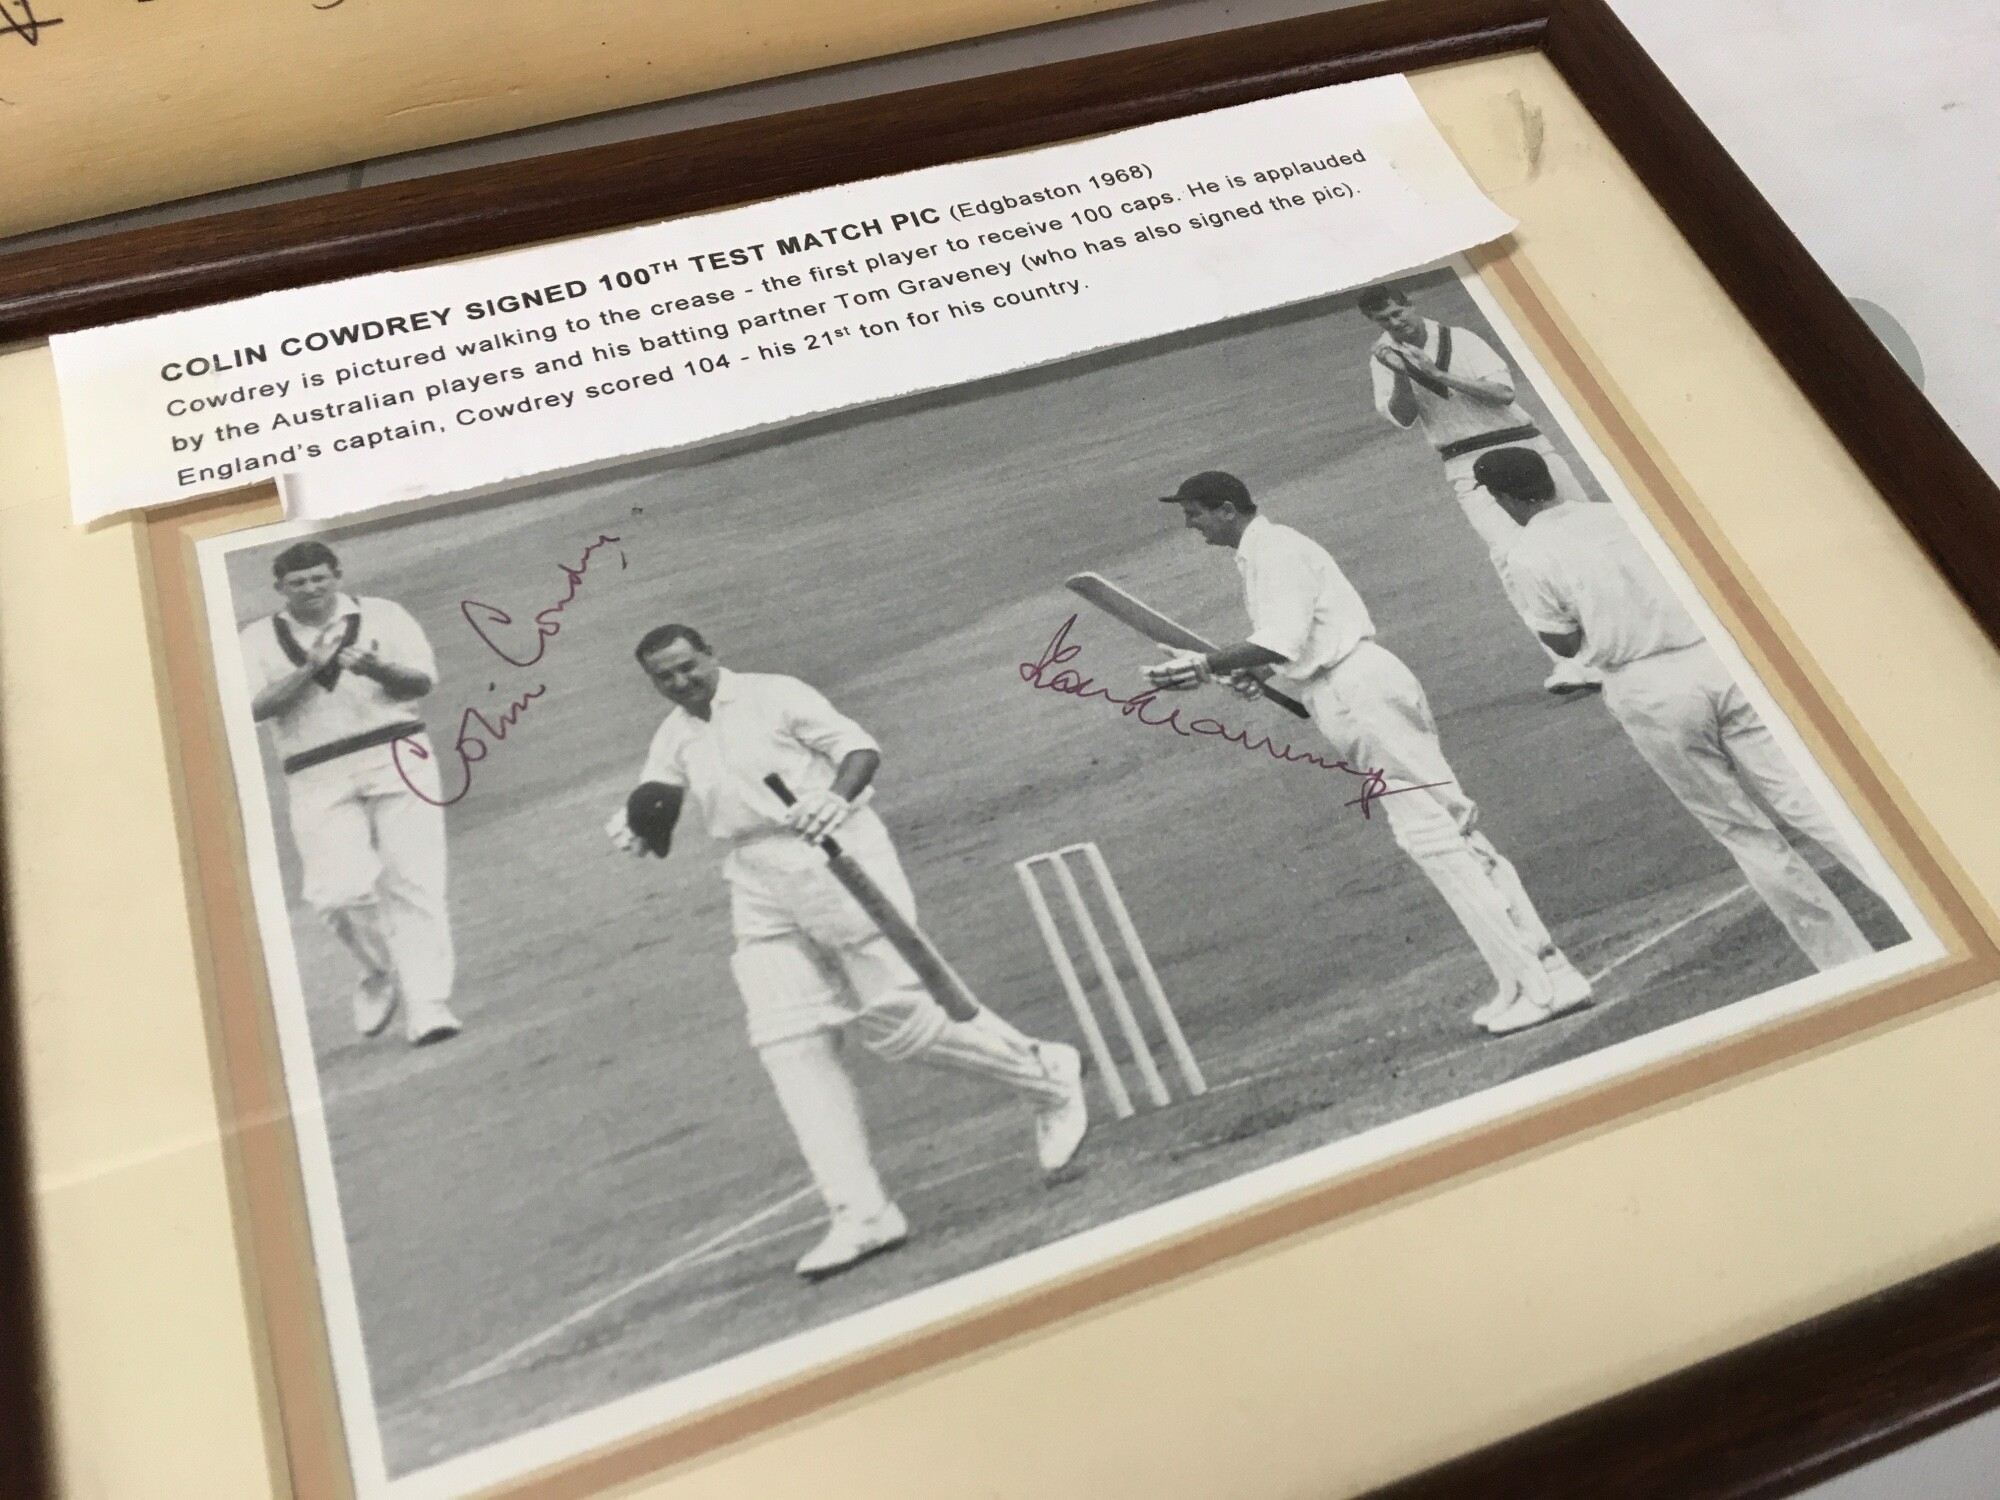 COLIN COWDREY SIGNED 100TH TEST MATCH PIC (Edgbaston 1968)
Cowdrey is pictured walking to the crease - the first player to receive 100 caps. He is applauded
by the Australian players and his batting partner Tom Graveney (who has also signed the pic).
England's captain, Cowdrey scored 104 - his 21st ton for his country.
Colin Cowdrey
Tom Graveney